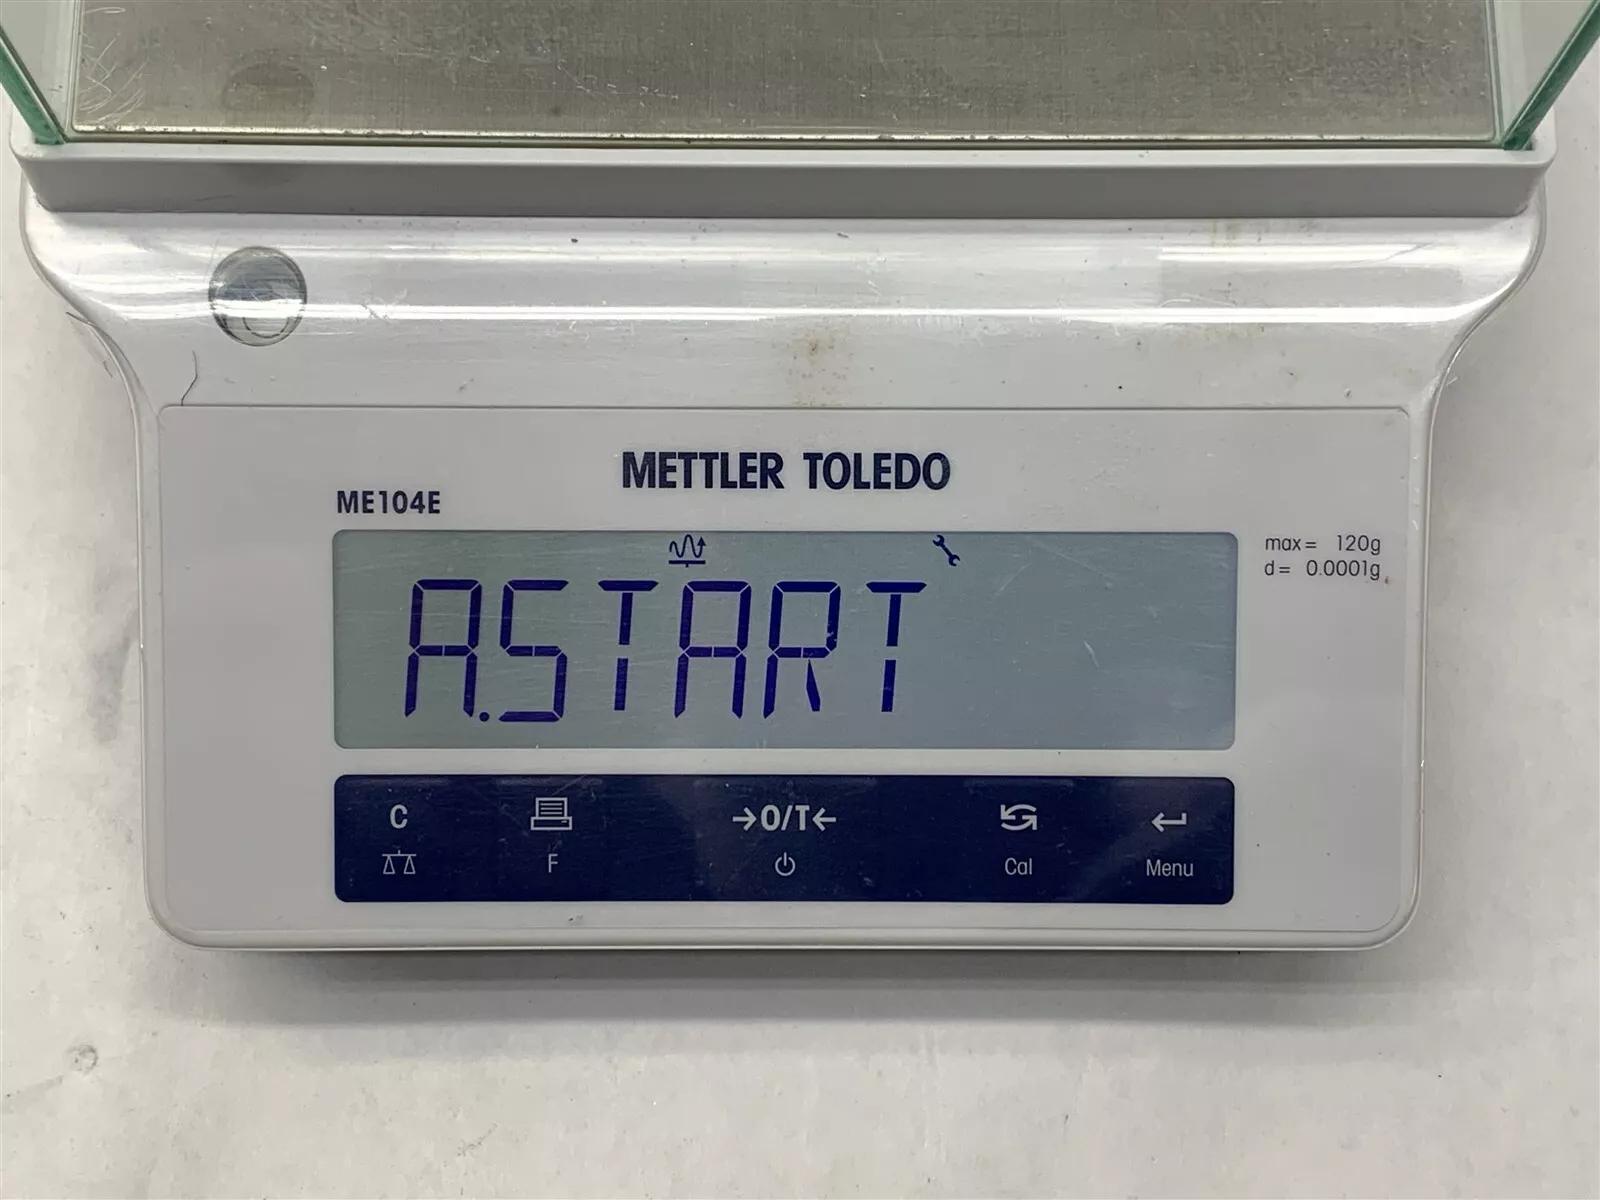 METTLER TOLEDO
ME104E
max= 120g
d= 0.0001g
A.START
C
→0/T←
F
Cal
Menu